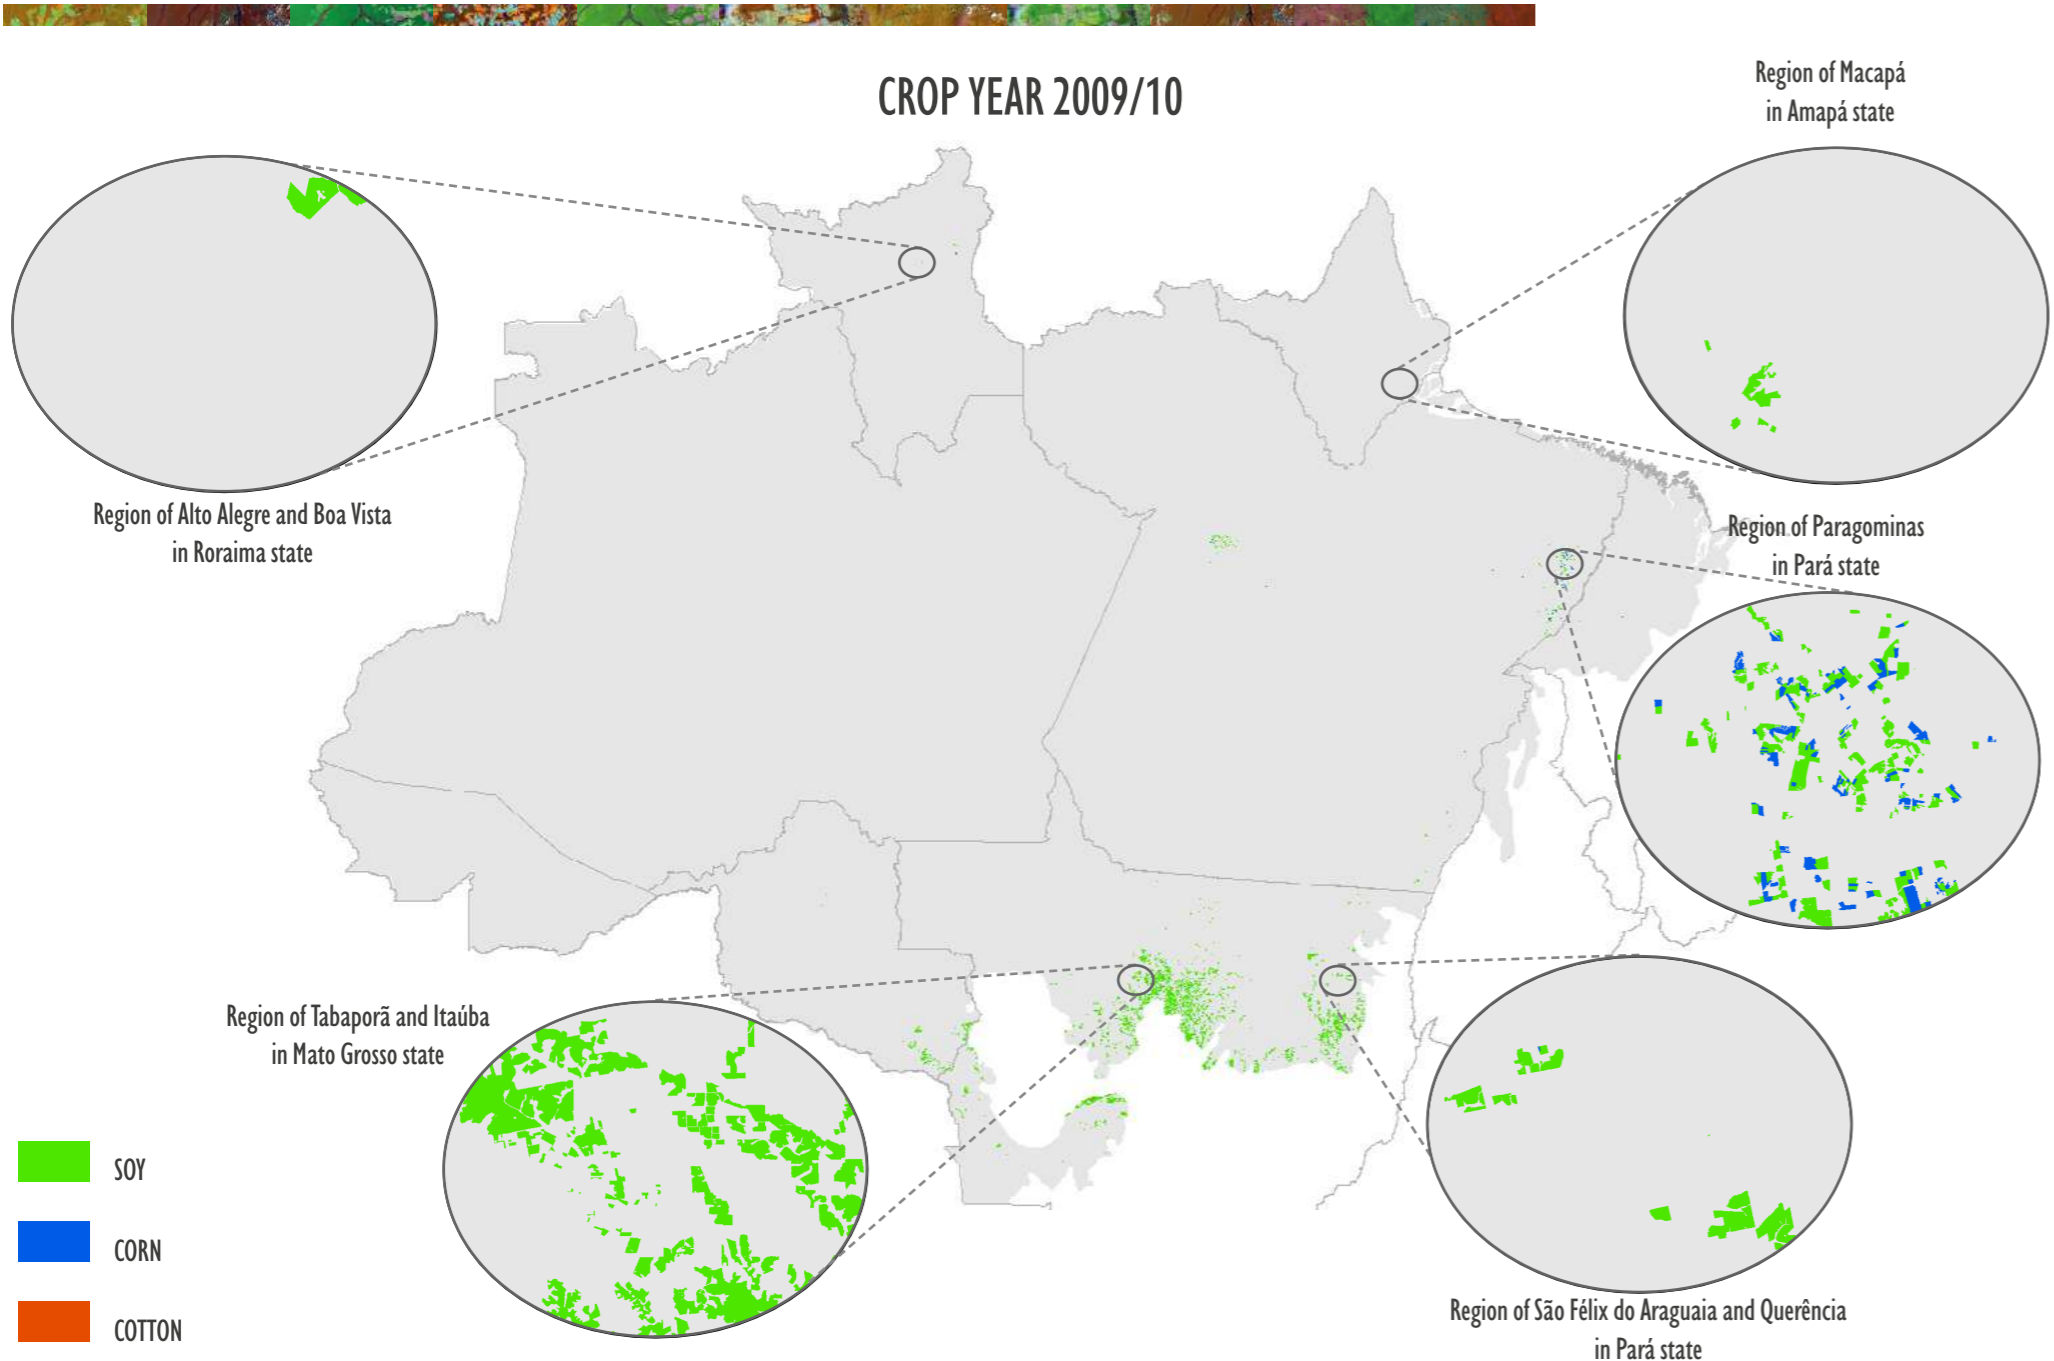 CROP YEAR 2009/10
Region of Macapá
in Amapá state
Region of Alto Alegre and Boa Vista
in Roraima state
Region of Paragominas
in Pará state
Region of Tabaporã and Itaúba
in Mato Grosso state
SOY
CORN
COTTON
Region of São Félix do Araguaia and Querência
in Pará state